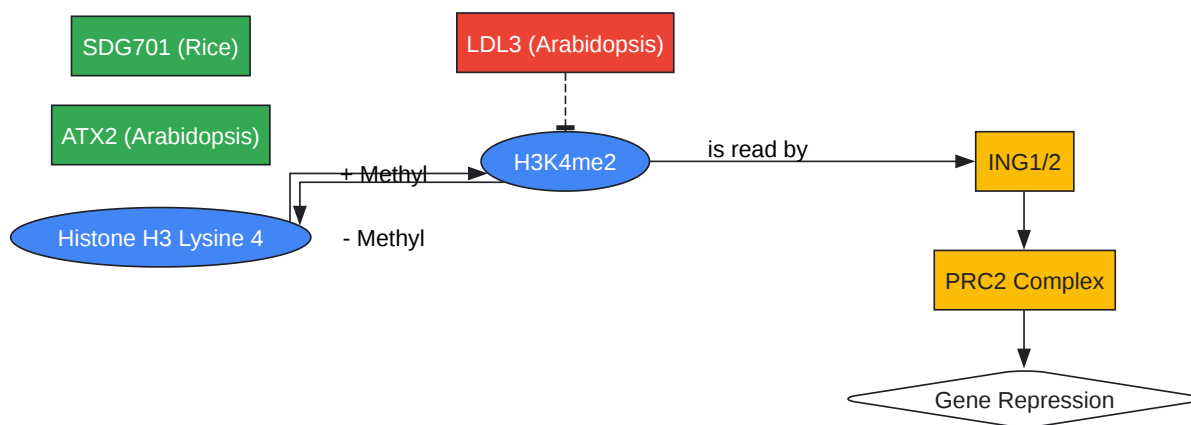 SDG701 (Rice)
LDL3 (Arabidopsis)
ATX2 (Arabidopsis)
H3K4me2
is read by
ING1/2
+ Methyl
Histone H3 Lysine 4
- Methyl
PRC2 Complex
Gene Repression